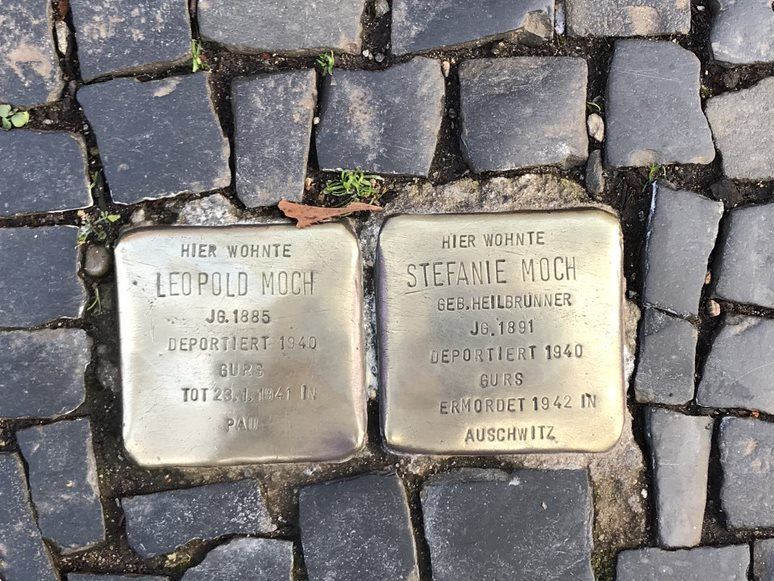 HIER WOHNTE
LEOPOLD MOCH
JG. 1885
DEPORTIERT 1940
GURS
TOT 23.1.1941 IN
PAU
HIER WOHNTE
STEFANIE MOCH
GEB. HEILBRUNNER
JG. 1891
DEPORTIERT 1940
GURS
ERMORDET 1942 IN
AUSCHWITZ